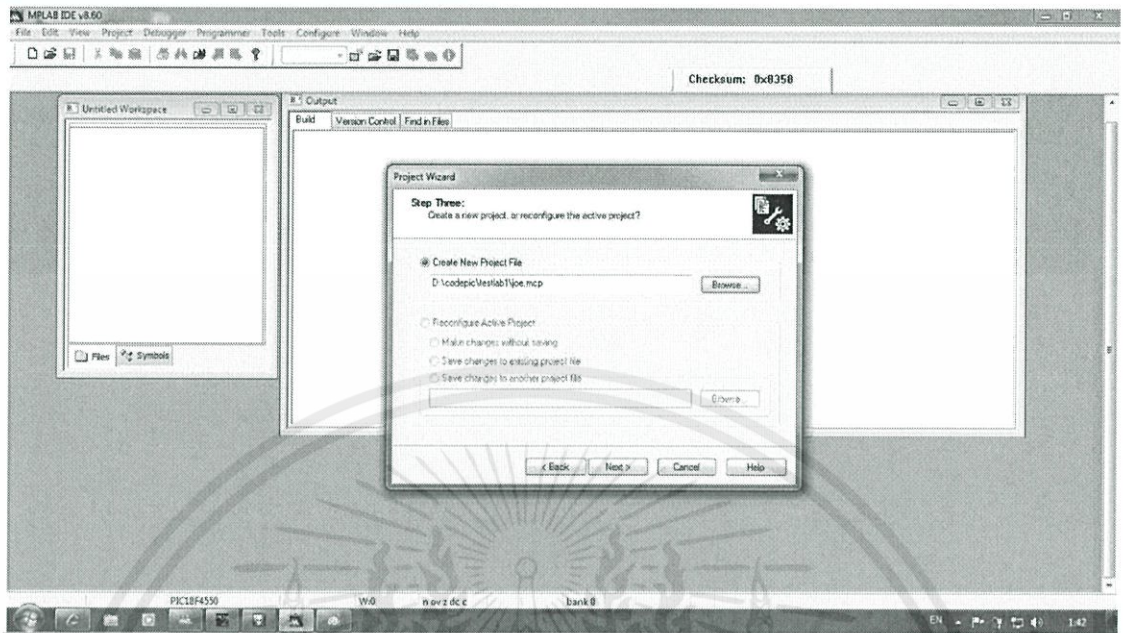 MPLAB IDE v8.60
File Edit View Project Debugger Programmer Tools Configure Window Help
Checksum: 0x8358
Untitled Workspace
Output
Build Version Control Find in Files
Project Wizard
Step Three:
Create a new project, or reconfigure the active project?
Create New Project File
D:\codepic\testlab1\joe.mcp
Browse...
Reconfigure Active Project
Make changes without saving
Save changes to existing project file
Save changes to another project file
Browse...
Files Symbols
< Back Next > Cancel Help
PIC18F4550 W:0 n ov z dc c bank 0
EN 1:42